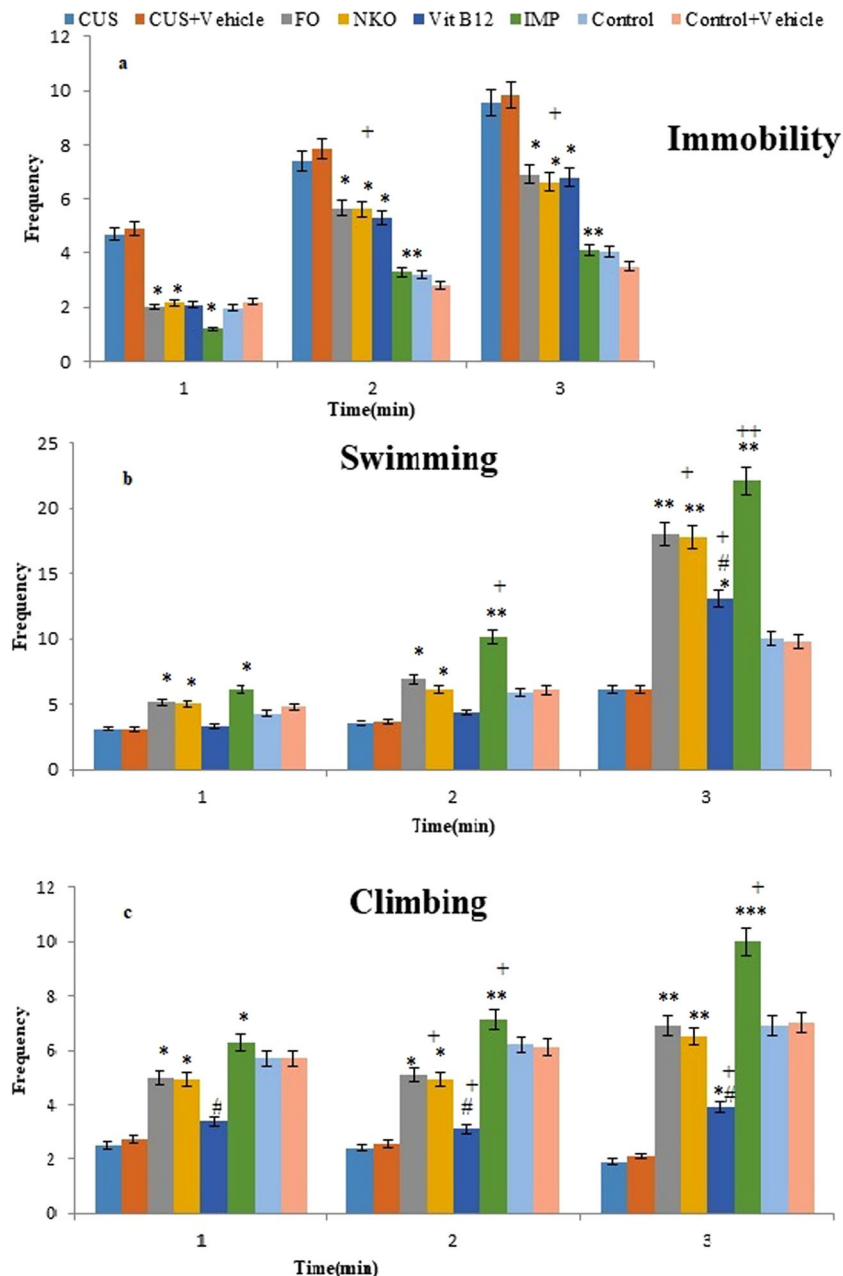 CUS CUS+Vehicle FO NKO Vit B12 IMP Control Control+Vehicle
a
Immobility
Frequency
12
10
8
6
4
2
0
+
* * *
**
+
* * *
**
* * *
1 2 3
Time(min)
b
Swimming
Frequency
25
20
15
10
5
0
* * *
* *
+
**
+
** **
+
#
*
++
**
1 2 3
Time(min)
c
Climbing
Frequency
12
10
8
6
4
2
0
* *
#
*
+
* *
+
#
+
**
** **
+
*#
+
***
1 2 3
Time(min)